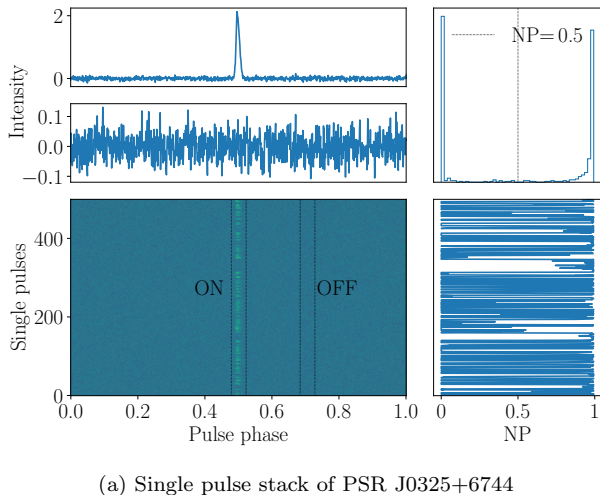 2
0
Intensity
0.1
0.0
−0.1
NP= 0.5
400
200
0
Single pulses
ON
OFF
0.0 0.2 0.4 0.6 0.8 1.0
Pulse phase
0 0.5 1
NP
(a) Single pulse stack of PSR J0325+6744